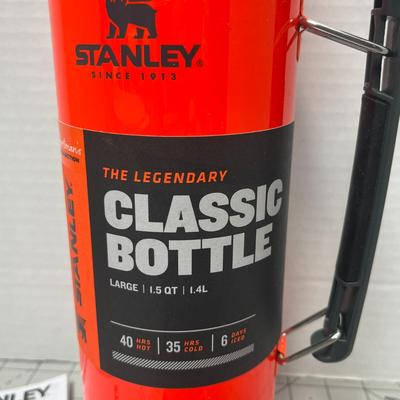 STANLEY®
SINCE 1913
THE LEGENDARY
CLASSIC
BOTTLE
LARGE | 1.5 QT | 1.4L
40 HRS HOT | 35 HRS COLD | 6 DAYS ICED
STANLEY